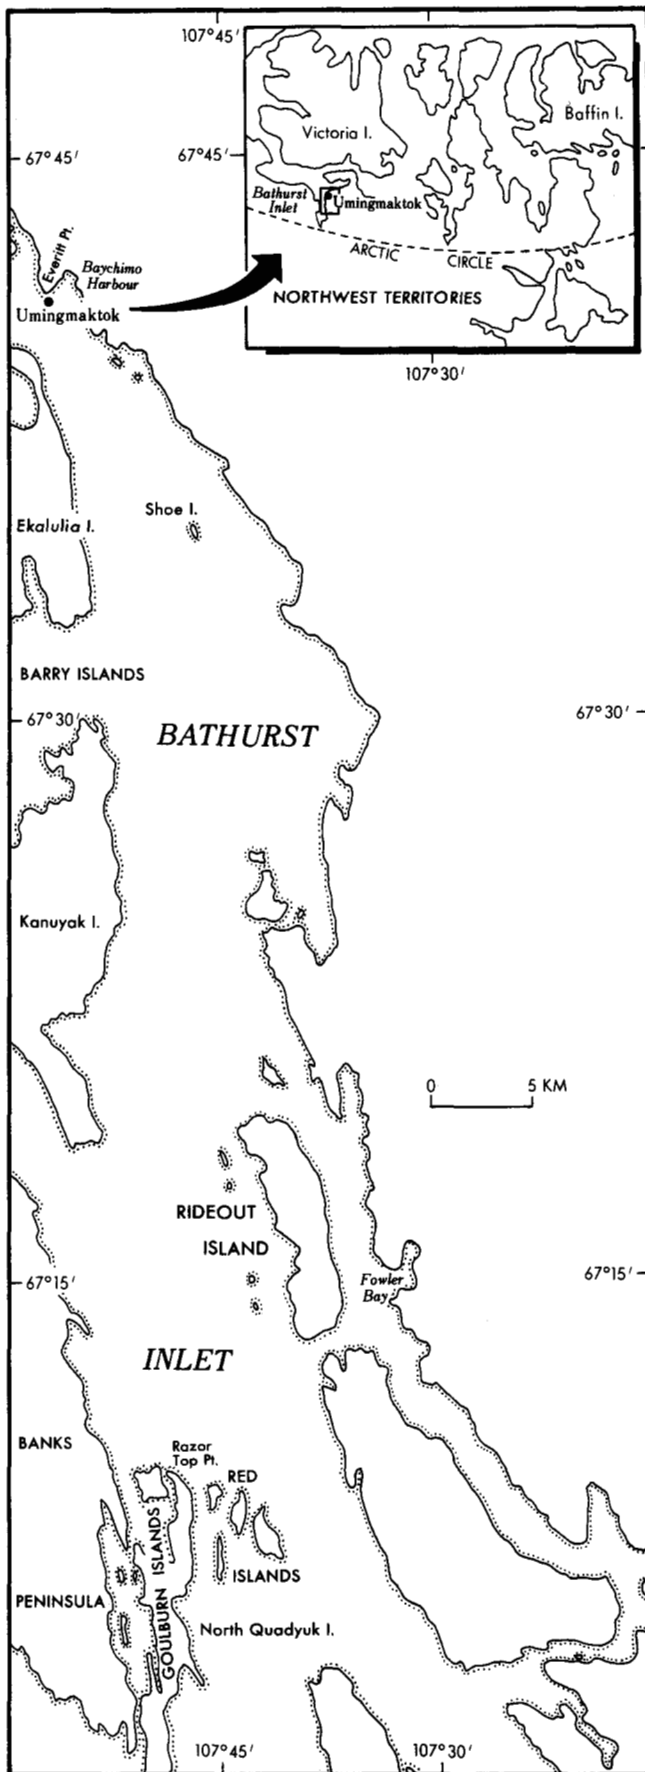 107°45'
Victoria I.
Baffin I.
67°45'
67°45'
Bathurst
Inlet
Umingmaktok
ARCTIC CIRCLE
NORTHWEST TERRITORIES
107°30'
Everitt Pt.
Baychimo
Harbour
Umingmaktok
Shoe I.
Ekalulia I.
BARRY ISLANDS
67°30'
67°30'
BATHURST
Kanuyak I.
0 5 KM
RIDEOUT
ISLAND
67°15'
67°15'
Fowler
Bay
INLET
BANKS
Razor
Top Pt.
RED
ISLANDS
GOULBURN ISLANDS
PENINSULA
North Quadyuk I.
107°45'
107°30'